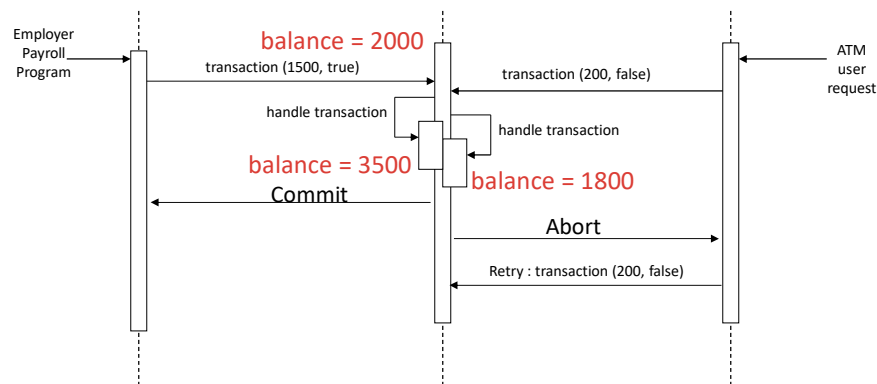 Employer
Payroll
Program
balance = 2000
ATM
user
request
transaction (1500, true)
transaction (200, false)
handle transaction
handle transaction
balance = 3500
balance = 1800
Commit
Abort
Retry : transaction (200, false)